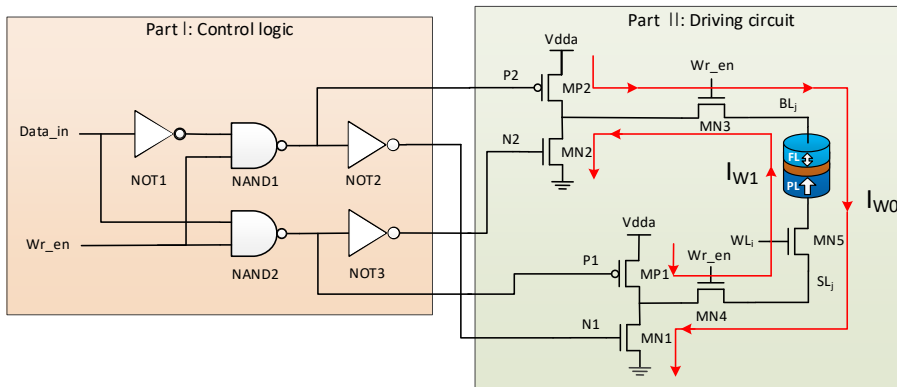 Part Ⅰ: Control logic
Data_in
NOT1
NAND1
NOT2
Wr_en
NAND2
NOT3
Part Ⅱ: Driving circuit
Vdda
P2
MP2
Wr_en
BLj
MN3
N2
MN2
FL
PL
IW1
IW0
Vdda
WLi
MN5
P1
MP1
Wr_en
SLj
MN4
N1
MN1